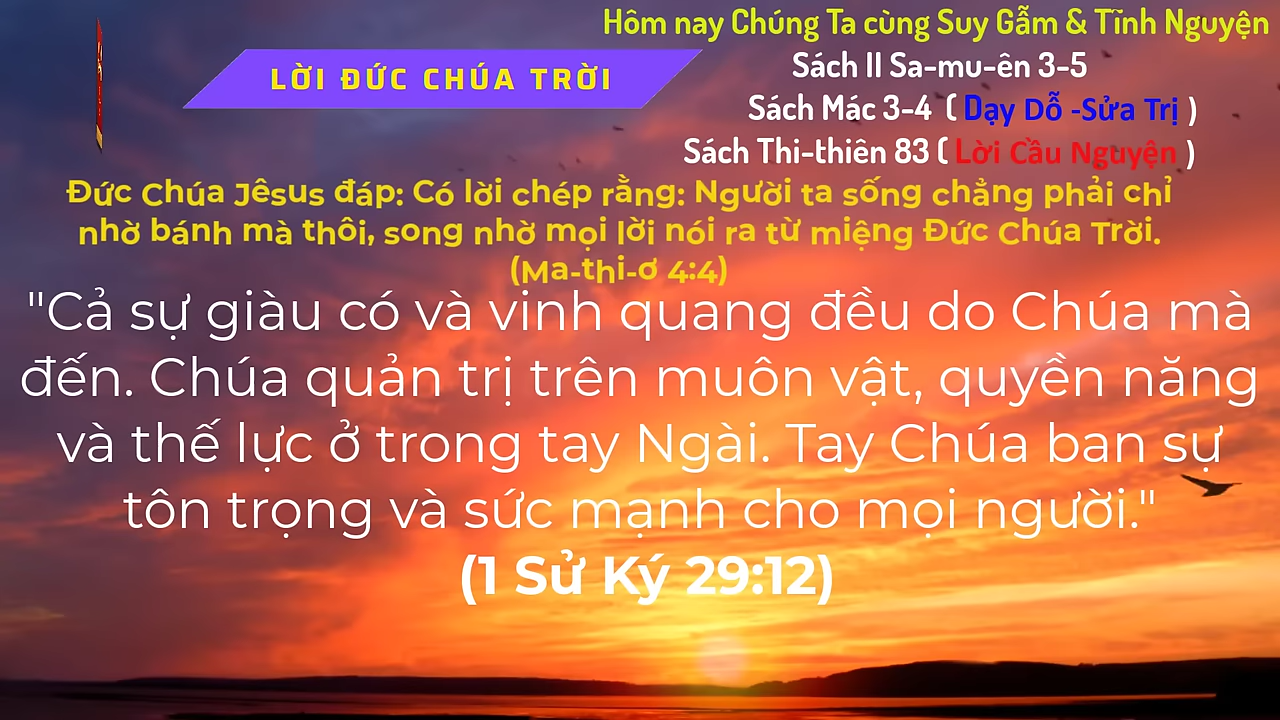 Hôm nay Chúng Ta cùng Suy Gẫm & Tĩnh Nguyện
LỜI ĐỨC CHÚA TRỜI
Sách II Sa-mu-ên 3-5
Sách Mác 3-4 ( Dạy Dỗ -Sửa Trị )
Sách Thi-thiên 83 ( Lời Cầu Nguyện )
Đức Chúa Jêsus đáp: Có lời chép rằng: Người ta sống chẳng phải chỉ
nhờ bánh mà thôi, song nhờ mọi lời nói ra từ miệng Đức Chúa Trời.
(Ma-thi-ơ 4:4)
"Cả sự giàu có và vinh quang đều do Chúa mà
đến. Chúa quản trị trên muôn vật, quyền năng
và thế lực ở trong tay Ngài. Tay Chúa ban sự
tôn trọng và sức mạnh cho mọi người."
(1 Sử Ký 29:12)